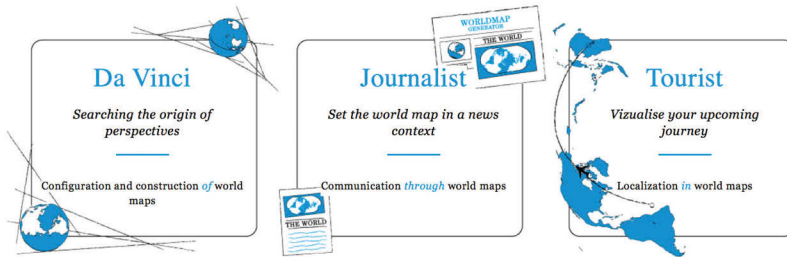 WORLDMAP
GENERATOR
THE WORLD
Da Vinci
Searching the origin of
perspectives
Configuration and construction of world
maps
Journalist
Set the world map in a news
context
Communication through world maps
THE WORLD
Tourist
Vizualise your upcoming
journey
Localization in world maps